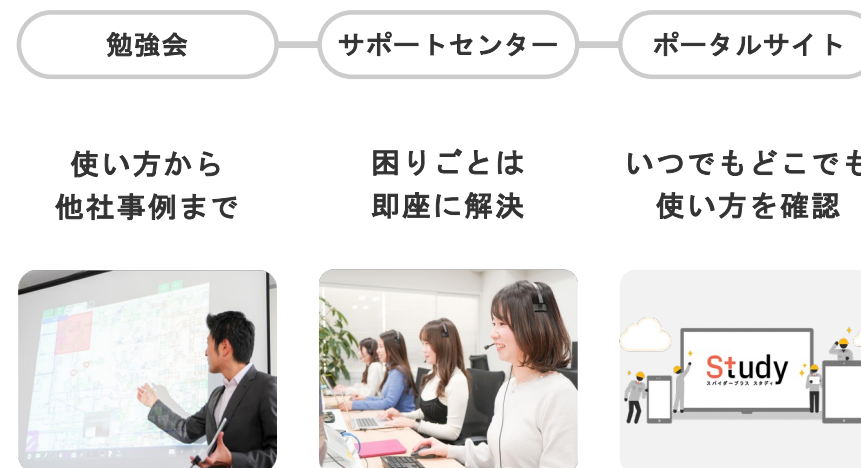 勉強会
サポートセンター
ポータルサイト
使い方から
他社事例まで
困りごとは
即座に解決
いつでもどこでも
使い方を確認
Study
スパイダープラス スタディ